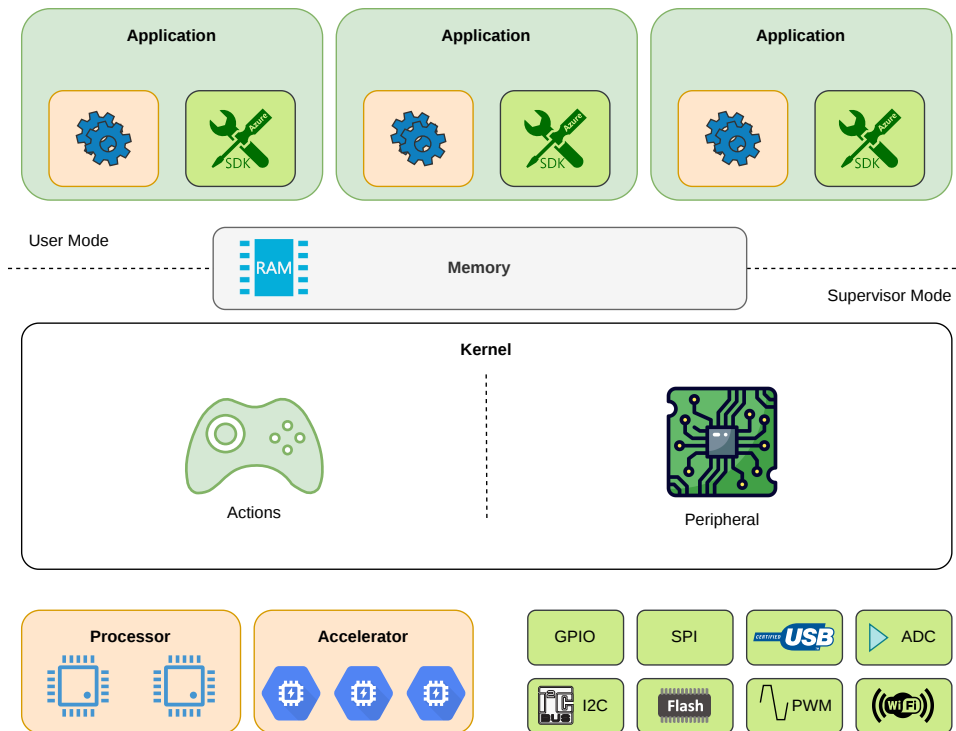 Application
Application
Application
Azure
SDK
Azure
SDK
Azure
SDK
User Mode
RAM
Memory
Supervisor Mode
Kernel
Actions
Peripheral
Processor
Accelerator
GPIO
SPI
CERTIFIED USB
ADC
I2C
BUS
I2C
Flash
PWM
WiFi